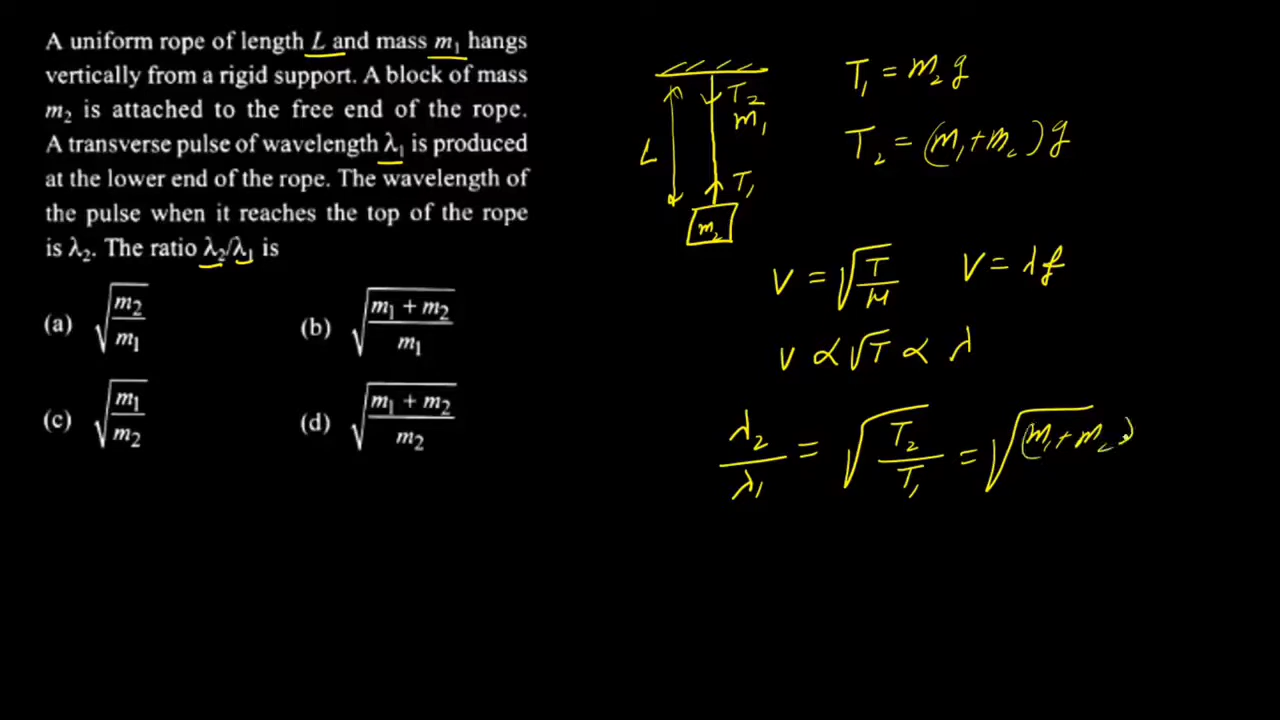 A uniform rope of length L and mass m₁ hangs
vertically from a rigid support. A block of mass
m₂ is attached to the free end of the rope.
A transverse pulse of wavelength λ₁ is produced
at the lower end of the rope. The wavelength of
the pulse when it reaches the top of the rope
is λ₂. The ratio λ₂/λ₁ is
(a) √(m₂/m₁)
(b) √((m₁ + m₂)/m₁)
(c) √(m₁/m₂)
(d) √((m₁ + m₂)/m₂)
T₂
m₁
L
T₁
m₂
T₁ = m₂g
T₂ = (m₁+m₂)g
V = √(T/μ) V = λf
V ∝ √T ∝ λ
λ₂/λ₁ = √(T₂/T₁) = √(m₁+m₂)